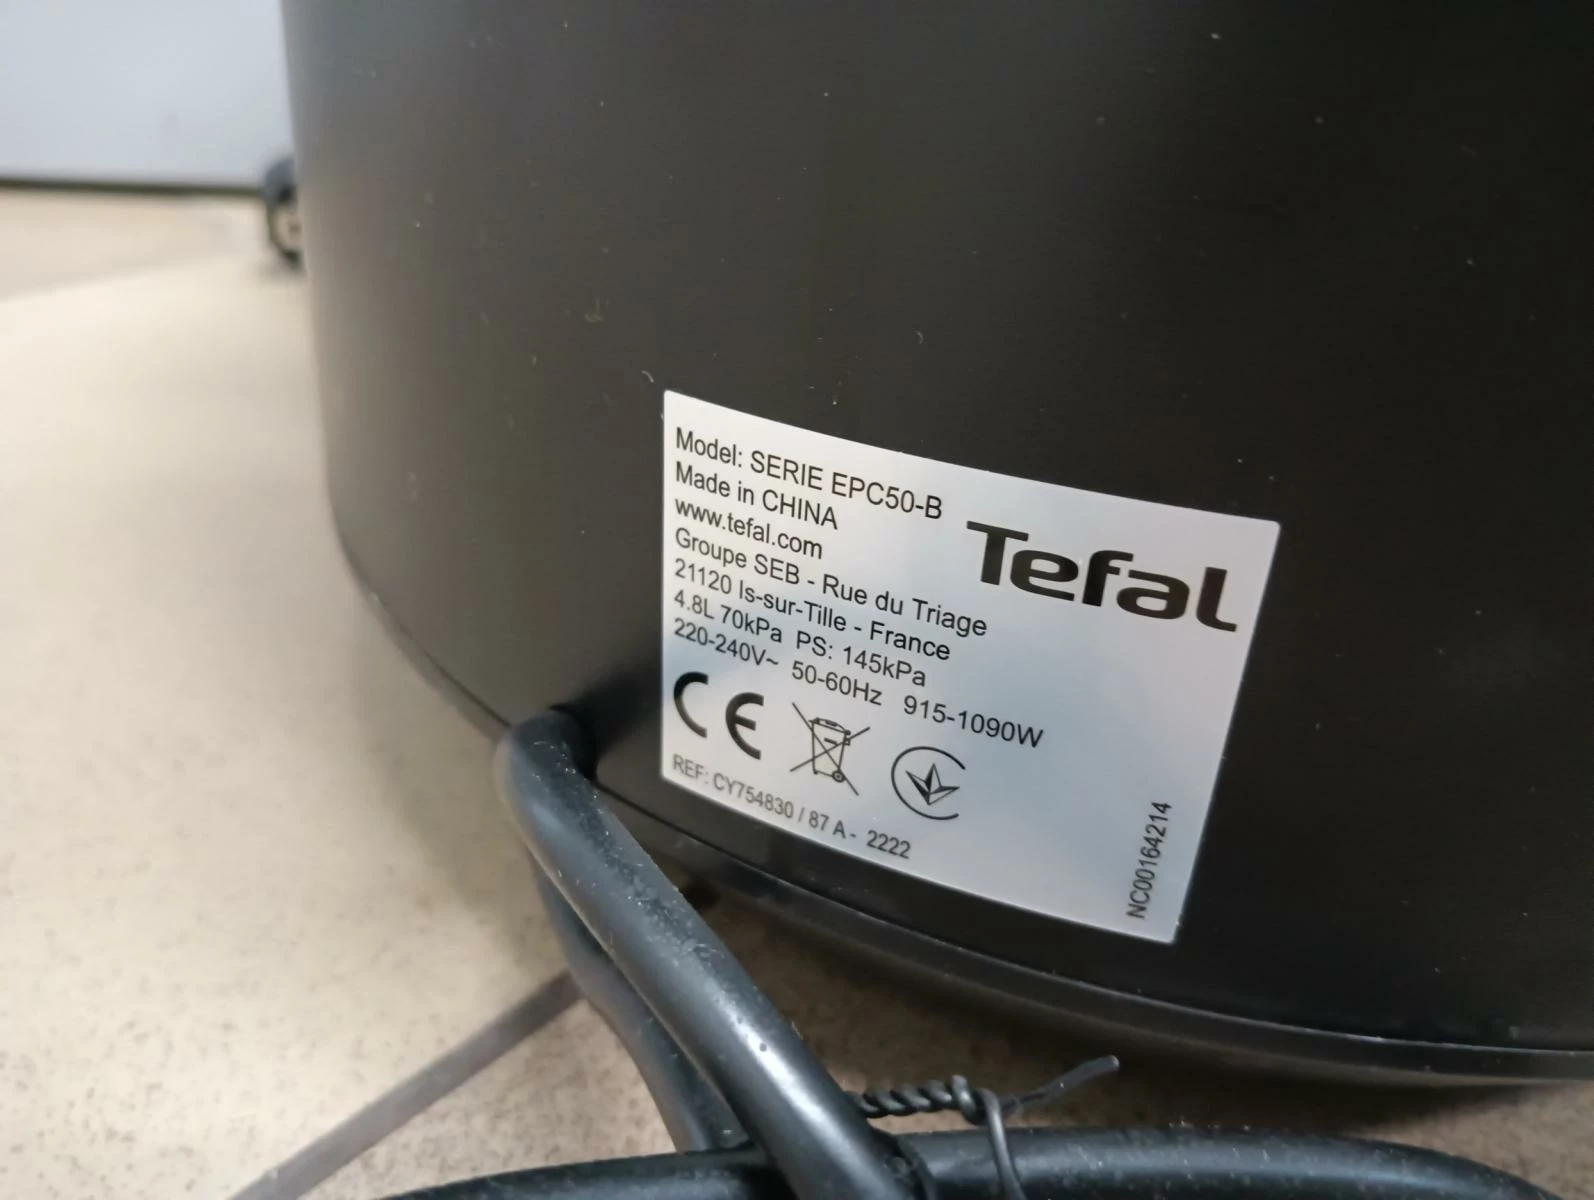 Model: SERIE EPC50-B
Made in CHINA
www.tefal.com
Tefal
Groupe SEB - Rue du Triage
21120 Is-sur-Tille - France
4.8L 70kPa PS: 145kPa
220-240V~ 50-60Hz 915-1090W
CE
REF: CY754830 / 87 A - 2222
NC00164214